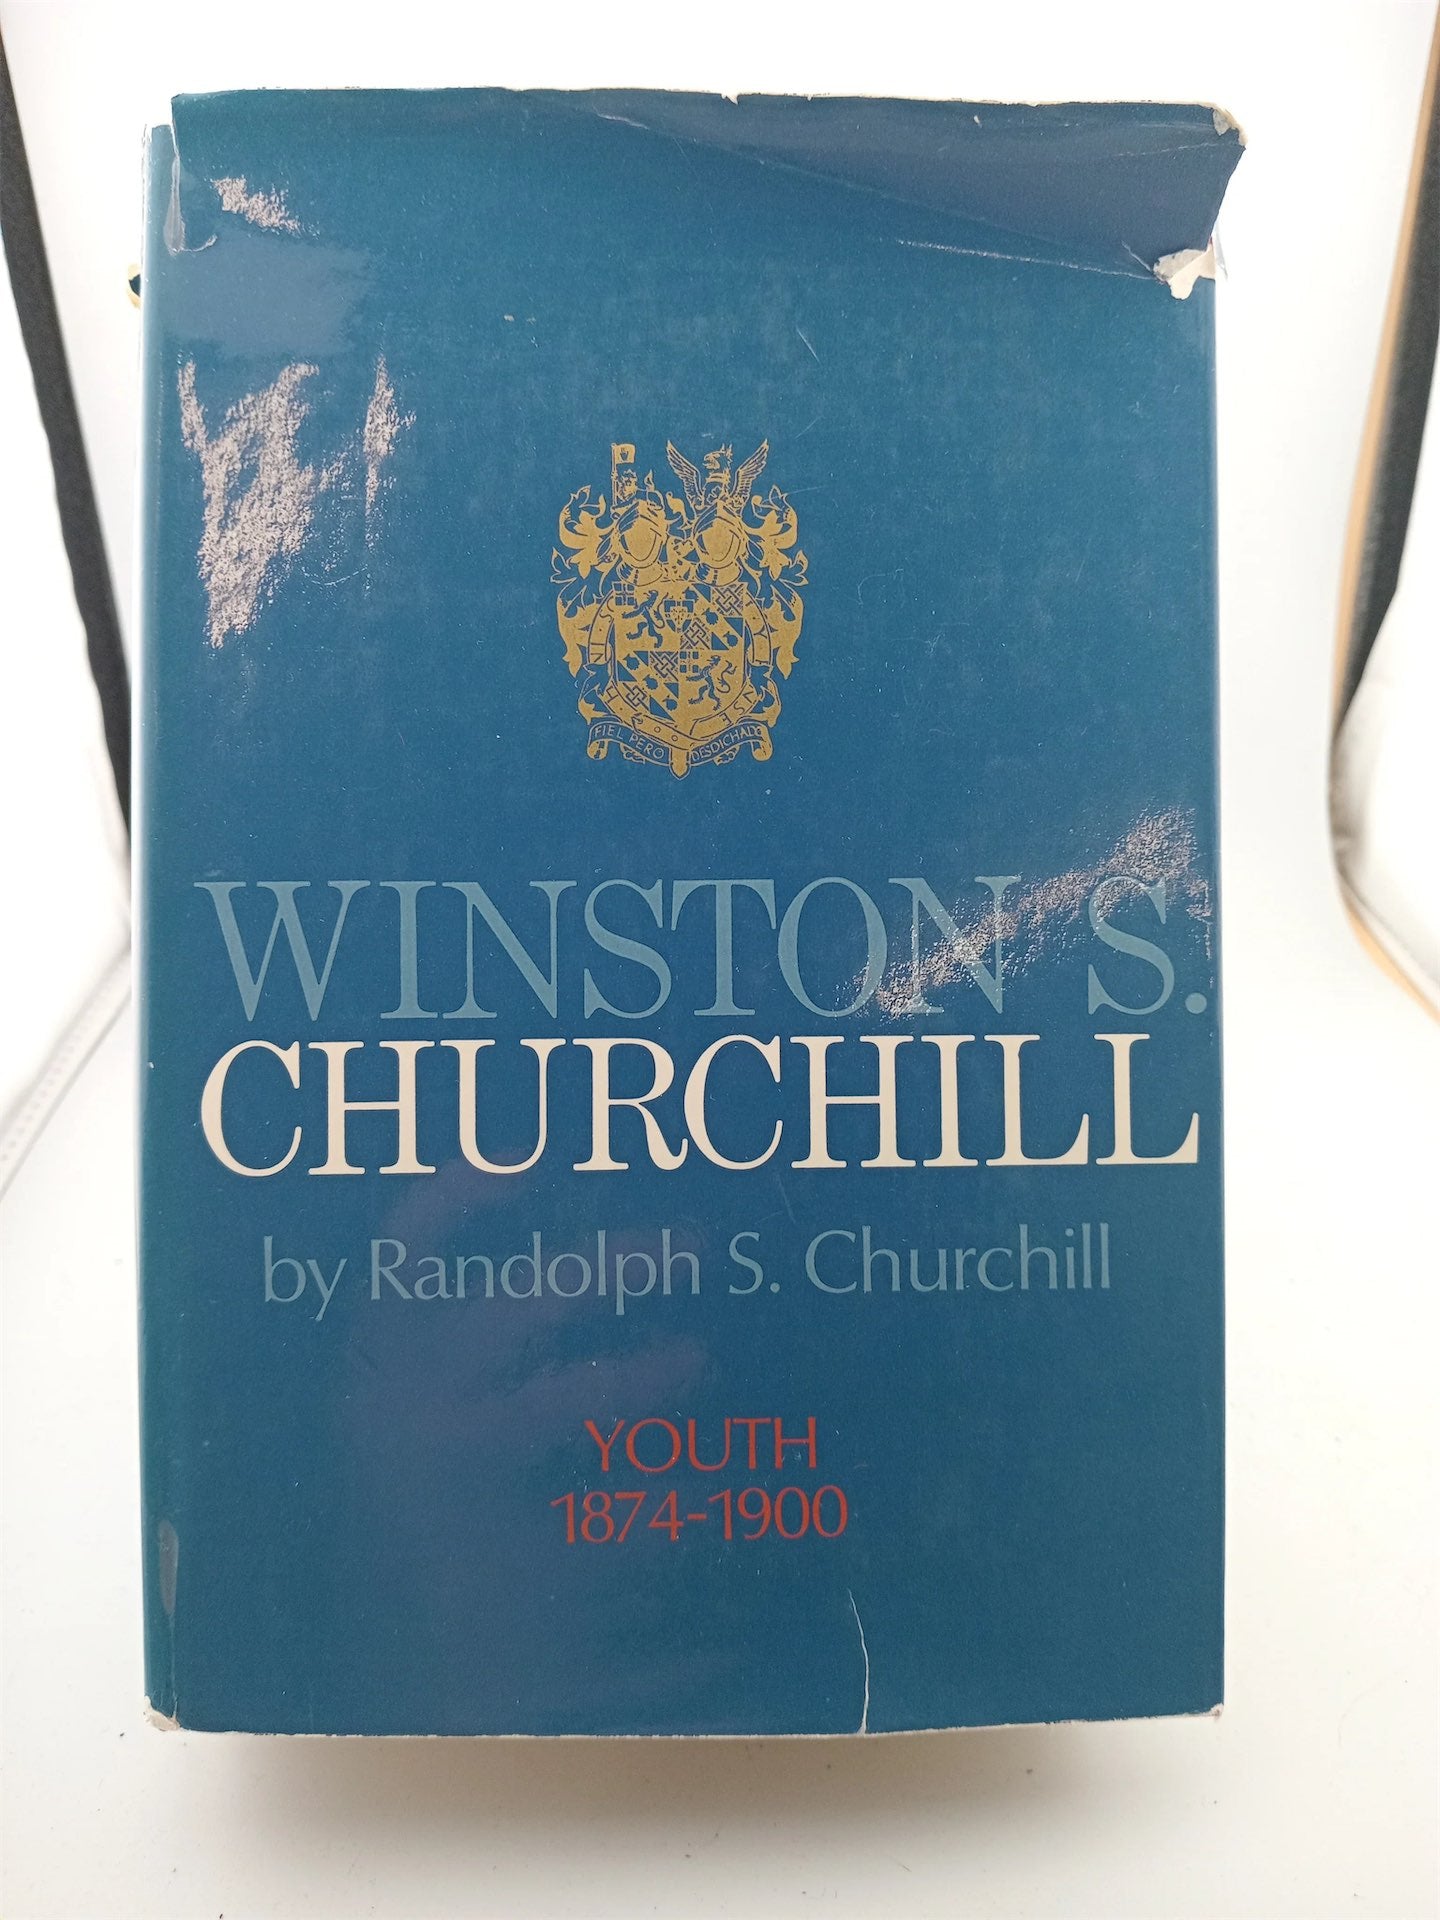 FIEL PERO DESDICHADO
WINSTON S.
CHURCHILL
by Randolph S. Churchill
YOUTH
1874-1900